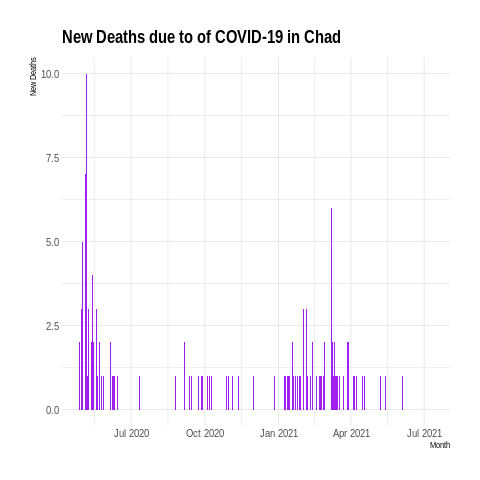 New Deaths due to of COVID-19 in Chad
New Deaths
10.0
7.5
5.0
2.5
0.0
Jul 2020 Oct 2020 Jan 2021 Apr 2021 Jul 2021
Month